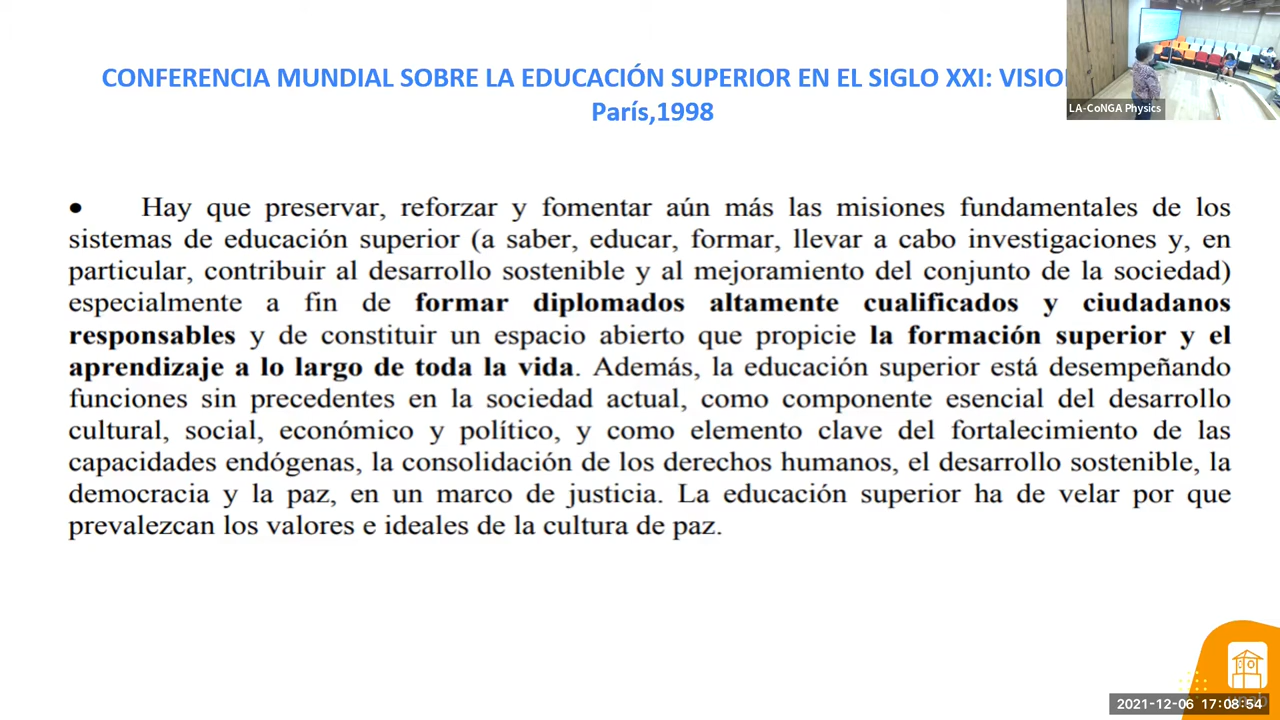 CONFERENCIA MUNDIAL SOBRE LA EDUCACIÓN SUPERIOR EN EL SIGLO XXI:
París,1998
LA-CoNGA Physics
• Hay que preservar, reforzar y fomentar aún más las misiones fundamentales de los
sistemas de educación superior (a saber, educar, formar, llevar a cabo investigaciones y, en
particular, contribuir al desarrollo sostenible y al mejoramiento del conjunto de la sociedad)
especialmente a fin de formar diplomados altamente cualificados y ciudadanos
responsables y de constituir un espacio abierto que propicie la formación superior y el
aprendizaje a lo largo de toda la vida. Además, la educación superior está desempeñando
funciones sin precedentes en la sociedad actual, como componente esencial del desarrollo
cultural, social, económico y político, y como elemento clave del fortalecimiento de las
capacidades endógenas, la consolidación de los derechos humanos, el desarrollo sostenible, la
democracia y la paz, en un marco de justicia. La educación superior ha de velar por que
prevalezcan los valores e ideales de la cultura de paz.
2021-12-06 17:08:54